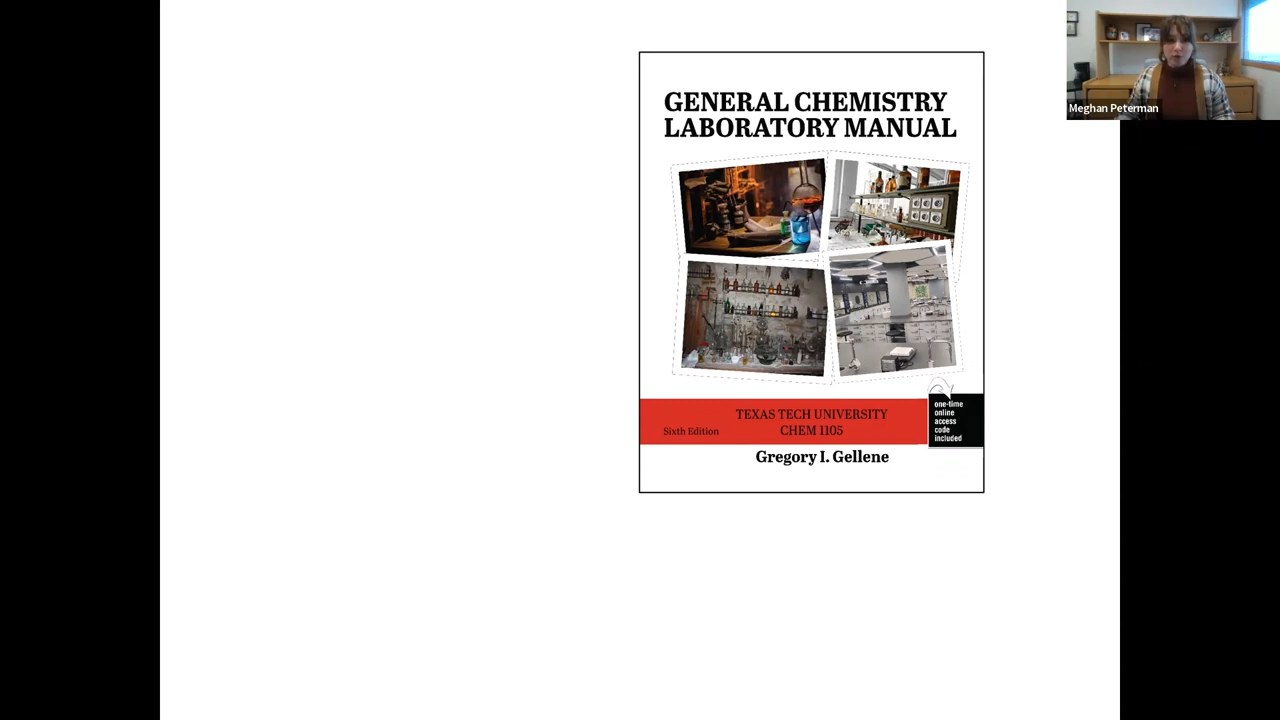 Meghan Peterman
GENERAL CHEMISTRY
LABORATORY MANUAL
TEXAS TECH UNIVERSITY
Sixth Edition
CHEM 1105
one-time
online
access
code
included
Gregory I. Gellene